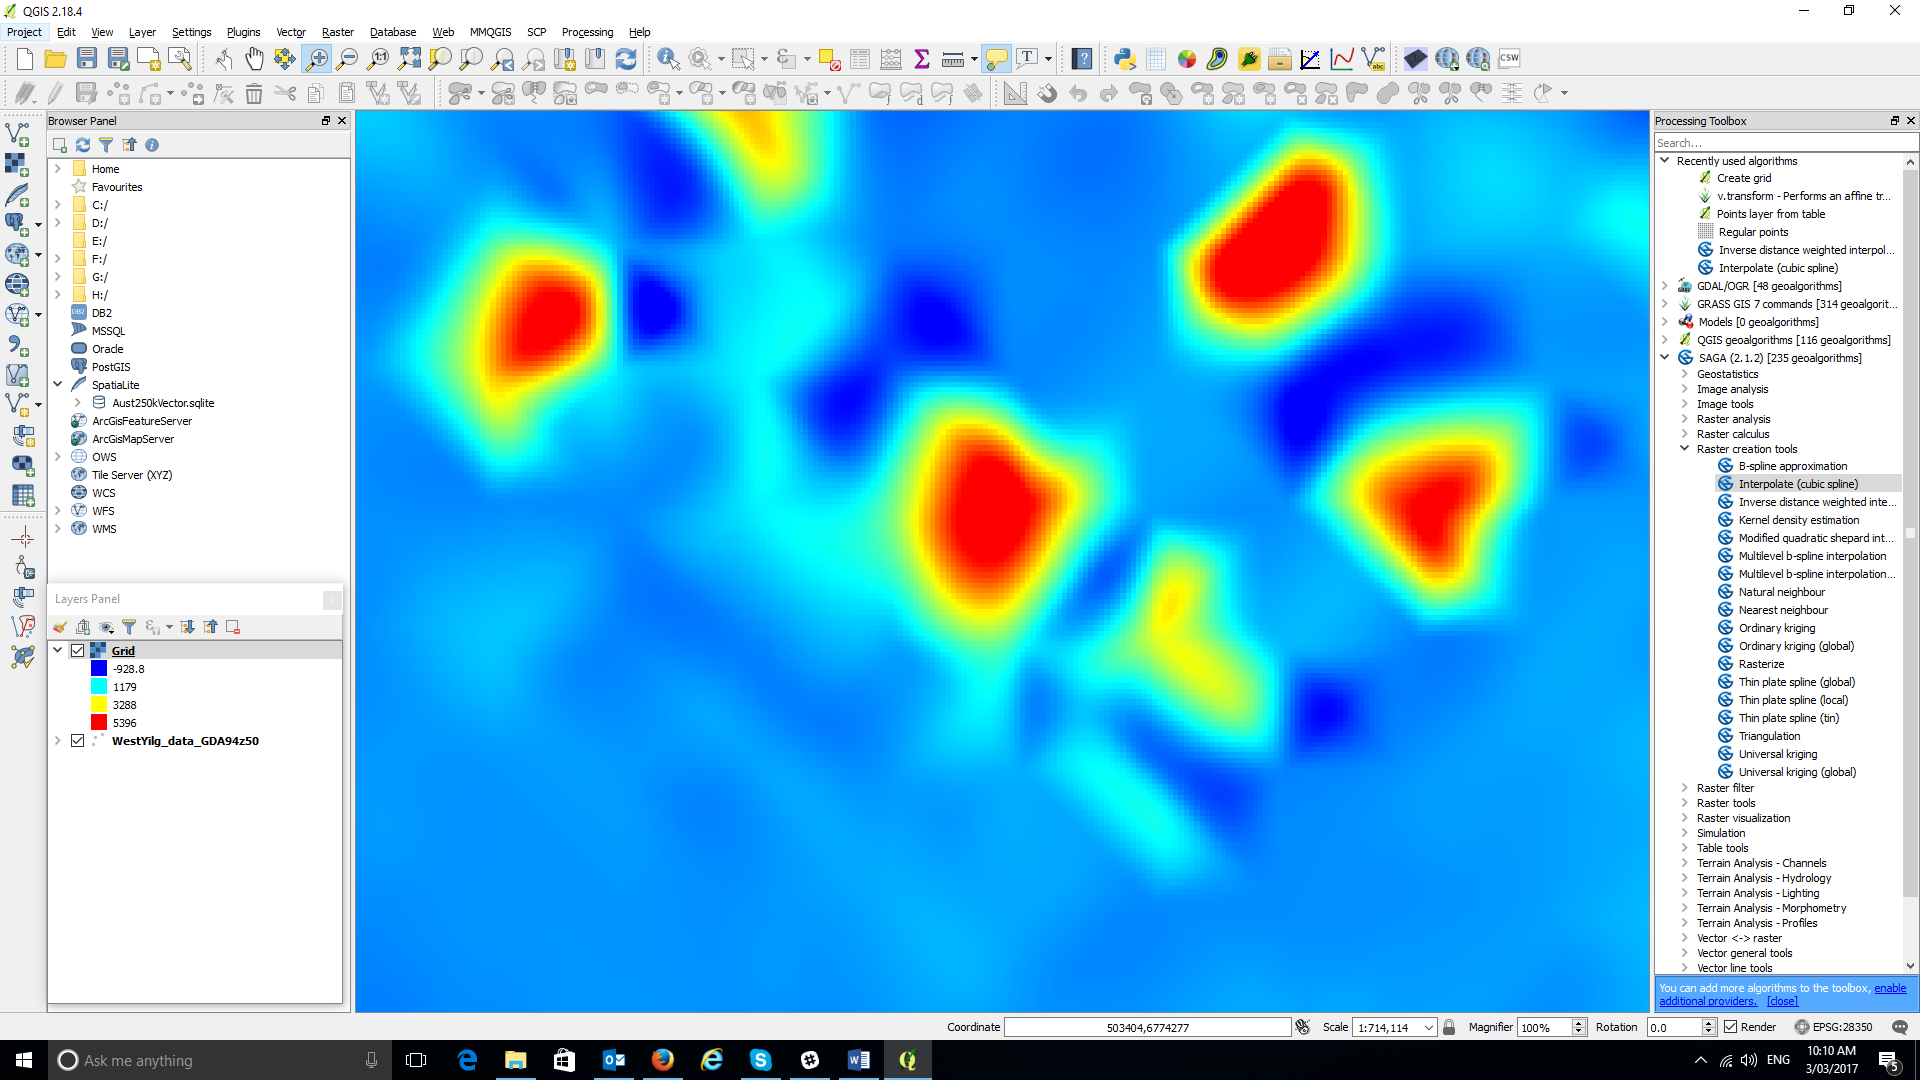 QGIS 2.18.4
Project Edit View Layer Settings Plugins Vector Raster Database Web MMQGIS SCP Processing Help
1:1
T
CSW
abc
Browser Panel
Home
Favourites
C:/
D:/
E:/
F:/
G:/
H:/
DB2 DB2
MSSQL
Oracle
PostGIS
SpatiaLite
Aust250kVector.sqlite
ArcGisFeatureServer
ArcGisMapServer
OWS
Tile Server (XYZ)
WCS
WFS
WMS
Layers Panel
Grid
-928.8
1179
3288
5396
WestYilg_data_GDA94z50
Processing Toolbox
Search...
Recently used algorithms
Create grid
v.transform - Performs an affine tr...
Points layer from table
Regular points
Inverse distance weighted interpol...
Interpolate (cubic spline)
GDAL/OGR [48 geoalgorithms]
GRASS GIS 7 commands [314 geoalgorit...
Models [0 geoalgorithms]
QGIS geoalgorithms [116 geoalgorithms]
SAGA (2.1.2) [235 geoalgorithms]
Geostatistics
Image analysis
Image tools
Raster analysis
Raster calculus
Raster creation tools
B-spline approximation
Interpolate (cubic spline)
Inverse distance weighted inte...
Kernel density estimation
Modified quadratic shepard int...
Multilevel b-spline interpolation
Multilevel b-spline interpolation...
Natural neighbour
Nearest neighbour
Ordinary kriging
Ordinary kriging (global)
Rasterize
Thin plate spline (global)
Thin plate spline (local)
Thin plate spline (tin)
Triangulation
Universal kriging
Universal kriging (global)
Raster filter
Raster tools
Raster visualization
Simulation
Table tools
Terrain Analysis - Channels
Terrain Analysis - Hydrology
Terrain Analysis - Lighting
Terrain Analysis - Morphometry
Terrain Analysis - Profiles
Vector <-> raster
Vector general tools
Vector line tools
You can add more algorithms to the toolbox, enable
additional providers. [close]
Coordinate 503404,6774277 Scale 1:714,114 Magnifier 100% Rotation 0.0 Render EPSG:28350
Ask me anything
ENG
10:10 AM
3/03/2017
5